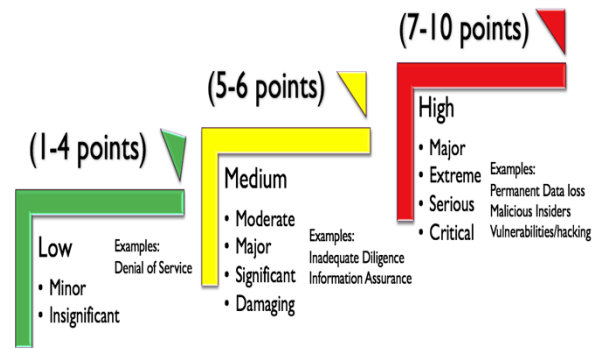 (1-4 points)
Low
• Minor
• Insignificant
Examples:
Denial of Service
(5-6 points)
Medium
• Moderate
• Major
• Significant
• Damaging
Examples:
Inadequate Diligence
Information Assurance
(7-10 points)
High
• Major
• Extreme
• Serious
• Critical
Examples:
Permanent Data loss
Malicious Insiders
Vulnerabilities/hacking